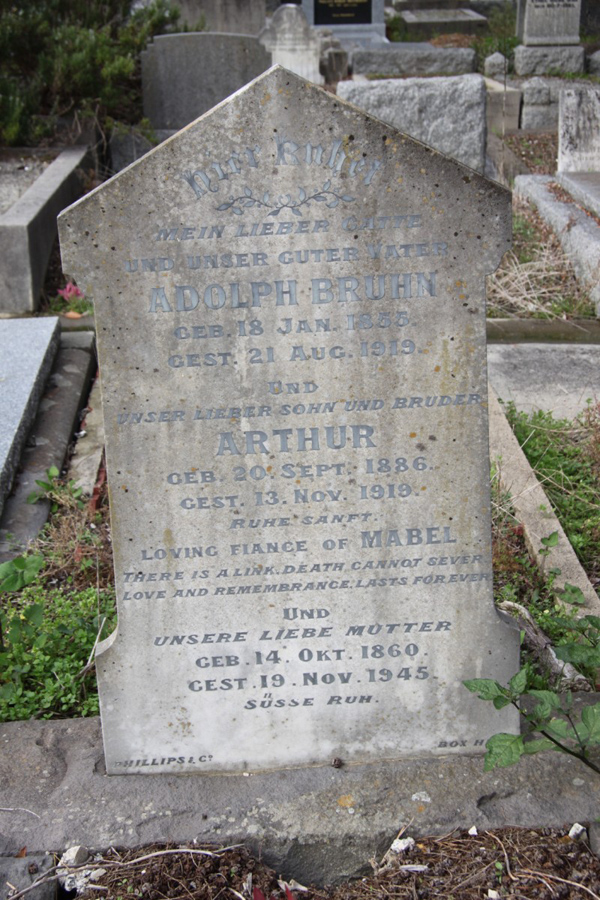 Hier Ruhet
MEIN LIEBER GATTE
UND UNSER GUTER VATER
ADOLPH BRUHN
GEB. 18 JAN. 1855.
GEST. 21 AUG. 1919.
UND
UNSER LIEBER SOHN UND BRUDER
ARTHUR
GEB. 20. SEPT. 1886.
GEST. 13. NOV. 1919.
RUHE SANFT.
LOVING FIANCE OF MABEL
THERE IS A LINK, DEATH CANNOT SEVER
LOVE AND REMEMBRANCE, LASTS FOREVER
UND
UNSERE LIEBE MUTTER
GEB. 14. OKT. 1860.
GEST. 19. NOV. 1945.
SÜSSE RUH.
PHILLIPS & Co
BOX H